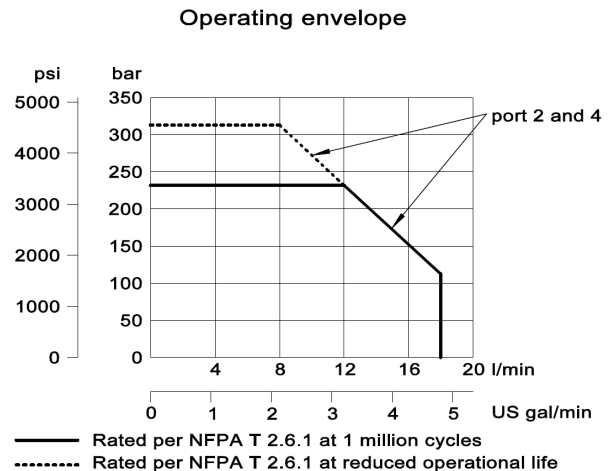 Operating envelope
psi bar
5000 350
4000 300
3000 250
2000 200
1000 150
0 100
50
0
port 2 and 4
4 8 12 16 20 l/min
0 1 2 3 4 5 US gal/min
Rated per NFPA T 2.6.1 at 1 million cycles
Rated per NFPA T 2.6.1 at reduced operational life